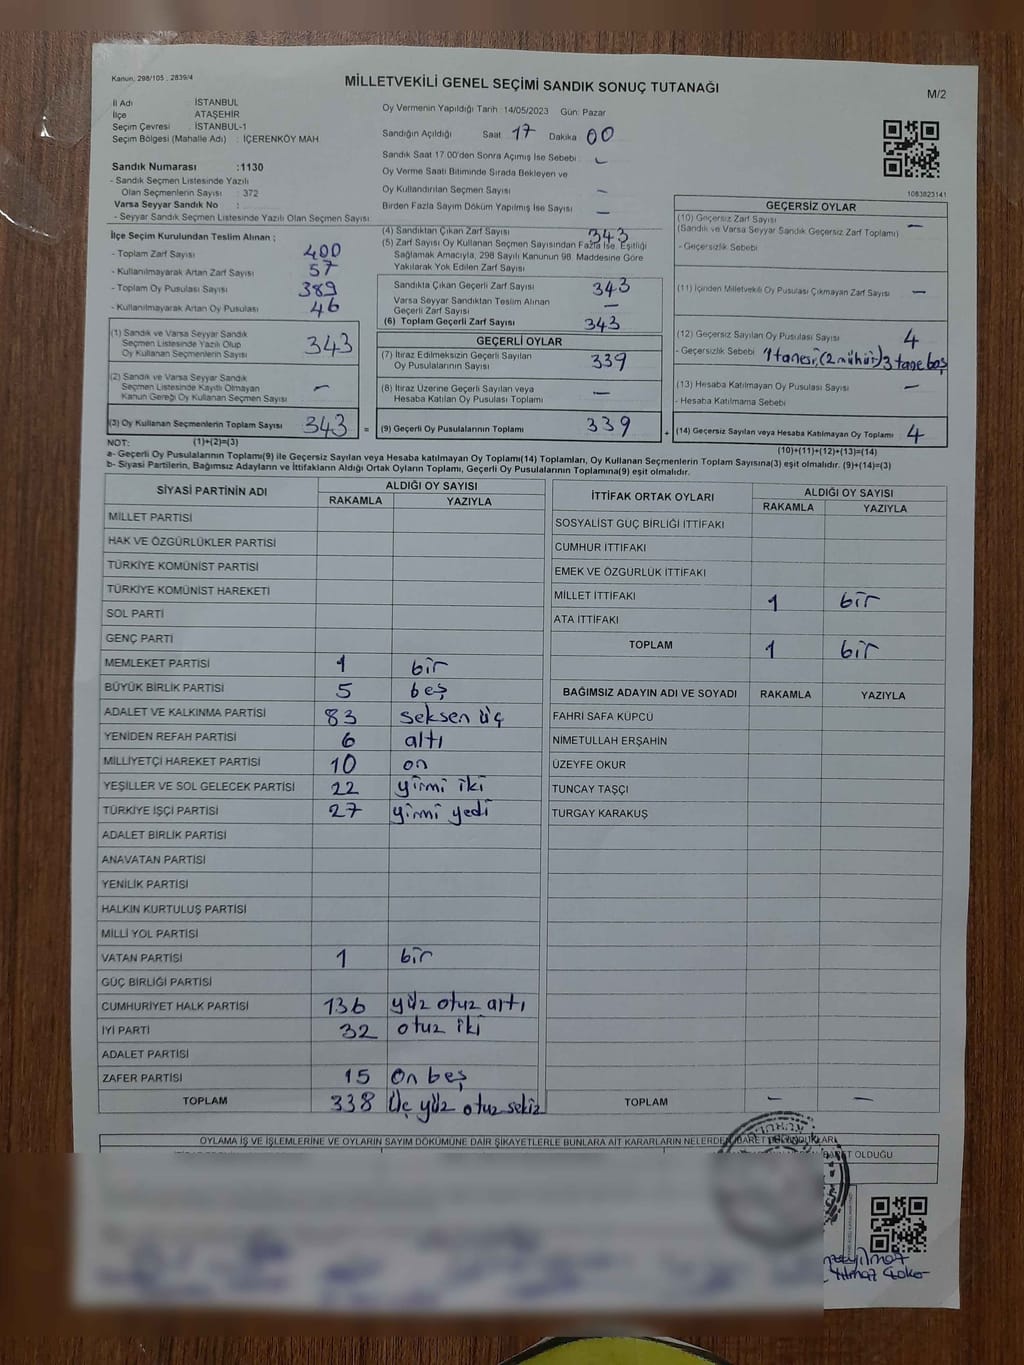 Kanun, 298/105 , 2839/4
MİLLETVEKİLİ GENEL SEÇİMİ SANDIK SONUÇ TUTANAĞI
M/2
İl Adı : İSTANBUL
İlçe : ATAŞEHİR
Seçim Çevresi : İSTANBUL-1
Seçim Bölgesi (Mahalle Adı) : İÇERENKÖY MAH
Sandık Numarası :1130
- Sandık Seçmen Listesinde Yazılı
Olan Seçmenlerin Sayısı : 372
Varsa Seyyar Sandık No :
- Seyyar Sandık Seçmen Listesinde Yazılı Olan Seçmen Sayısı
Oy Vermenin Yapıldığı Tarih : 14/05/2023 Gün: Pazar
Sandığın Açıldığı Saat 17 Dakika 00
Sandık Saat 17.00'den Sonra Açımış İse Sebebi : -
Oy Verme Saati Bitiminde Sırada Bekleyen ve
Oy Kullandırılan Seçmen Sayısı -
Birden Fazla Sayım Döküm Yapılmış İse Sayısı -
1083823141
İlçe Seçim Kurulundan Teslim Alınan ;
- Toplam Zarf Sayısı 400
- Kullanılmayarak Artan Zarf Sayısı 57
- Toplam Oy Pusulası Sayısı 389
- Kullanılmayarak Artan Oy Pusulası 46
(1) Sandık ve Varsa Seyyar Sandık
Seçmen Listesinde Yazılı Olup
Oy Kullanan Seçmenlerin Sayısı 343
(2) Sandık ve Varsa Seyyar Sandık
Seçmen Listesinde Kayıtlı Olmayan
Kanun Gereği Oy Kullanan Seçmen Sayısı -
(3) Oy Kullanan Seçmenlerin Toplam Sayısı 343 =
(4) Sandıktan Çıkan Zarf Sayısı 343
(5) Zarf Sayısı Oy Kullanan Seçmen Sayısından Fazla İse, Eşitliği
Sağlamak Amacıyla, 298 Sayılı Kanunun 98. Maddesine Göre
Yakılarak Yok Edilen Zarf Sayısı
Sandıkta Çıkan Geçerli Zarf Sayısı 343
Varsa Seyyar Sandıktan Teslim Alınan
Geçerli Zarf Sayısı -
(6) Toplam Geçerli Zarf Sayısı 343
GEÇERLİ OYLAR
(7) İtiraz Edilmeksizin Geçerli Sayılan
Oy Pusulalarının Sayısı 339
(8) İtiraz Üzerine Geçerli Sayılan veya
Hesaba Katılan Oy Pusulası Toplamı -
(9) Geçerli Oy Pusulalarının Toplamı 339 +
GEÇERSİZ OYLAR
(10) Geçersiz Zarf Sayısı
(Sandık ve Varsa Seyyar Sandık Geçersiz Zarf Toplamı) -
- Geçersizlik Sebebi
(11) İçinden Milletvekili Oy Pusulası Çıkmayan Zarf Sayısı -
(12) Geçersiz Sayılan Oy Pusulası Sayısı 4
- Geçersizlik Sebebi 1 tanesi (2 mühür) 3 tane boş
(13) Hesaba Katılmayan Oy Pusulası Sayısı -
- Hesaba Katılmama Sebebi
(14) Geçersiz Sayılan veya Hesaba Katılmayan Oy Pusulası Toplamı 4
NOT: (1)+(2)=(3) (10)+(11)+(12)+(13)=(14)
a- Geçerli Oy Pusulalarının Toplamı(9) ile Geçersiz Sayılan veya Hesaba katılmayan Oy Pusulası Toplamı(14) Toplamları, Oy Kullanan Seçmenlerin Toplam Sayısına(3) eşit olmalıdır. (9)+(14)=(3)
b- Siyasi Partilerin, Bağımsız Adayların ve İttifakların Aldığı Ortak Oyların Toplamı, Geçerli Oy Pusulalarının Toplamına(9) eşit olmalıdır.
SİYASİ PARTİNİN ADI ALDIĞI OY SAYISI
RAKAMLA YAZIYLA
MİLLET PARTİSİ
HAK VE ÖZGÜRLÜKLER PARTİSİ
TÜRKİYE KOMÜNİST PARTİSİ
TÜRKİYE KOMÜNİST HAREKETİ
SOL PARTİ
GENÇ PARTİ
MEMLEKET PARTİSİ 1 bir
BÜYÜK BİRLİK PARTİSİ 5 beş
ADALET VE KALKINMA PARTİSİ 83 seksen üç
YENİDEN REFAH PARTİSİ 6 altı
MİLLİYETÇİ HAREKET PARTİSİ 10 on
YEŞİLLER VE SOL GELECEK PARTİSİ 22 yirmi iki
TÜRKİYE İŞÇİ PARTİSİ 27 yirmi yedi
ADALET BİRLİK PARTİSİ
ANAVATAN PARTİSİ
YENİLİK PARTİSİ
HALKIN KURTULUŞ PARTİSİ
MİLLİ YOL PARTİSİ
VATAN PARTİSİ 1 bir
GÜÇ BİRLİĞİ PARTİSİ
CUMHURİYET HALK PARTİSİ 136 yüz otuz altı
İYİ PARTİ 32 otuz iki
ADALET PARTİSİ
ZAFER PARTİSİ 15 on beş
TOPLAM 338 üç yüz otuz sekiz
İTTİFAK ORTAK OYLARI ALDIĞI OY SAYISI
RAKAMLA YAZIYLA
SOSYALİST GÜÇ BİRLİĞİ İTTİFAKI
CUMHUR İTTİFAKI
EMEK VE ÖZGÜRLÜK İTTİFAKI
MİLLET İTTİFAKI 1 bir
ATA İTTİFAKI
TOPLAM 1 bir
BAĞIMSIZ ADAYIN ADI VE SOYADI RAKAMLA YAZIYLA
FAHRİ SAFA KÜPCÜ
NİMETULLAH ERŞAHİN
ÜZEYFE OKUR
TUNCAY TAŞÇI
TURGAY KARAKUŞ
TOPLAM - -
OYLAMA İŞ VE İŞLEMLERİNE VE OYLARIN SAYIM DÖKÜMÜNE DAİR ŞİKAYETLERLE BUNLARA AİT KARARLARIN NELERDEN İBARET BULUNDUKLARI
İBARET OLDUĞU